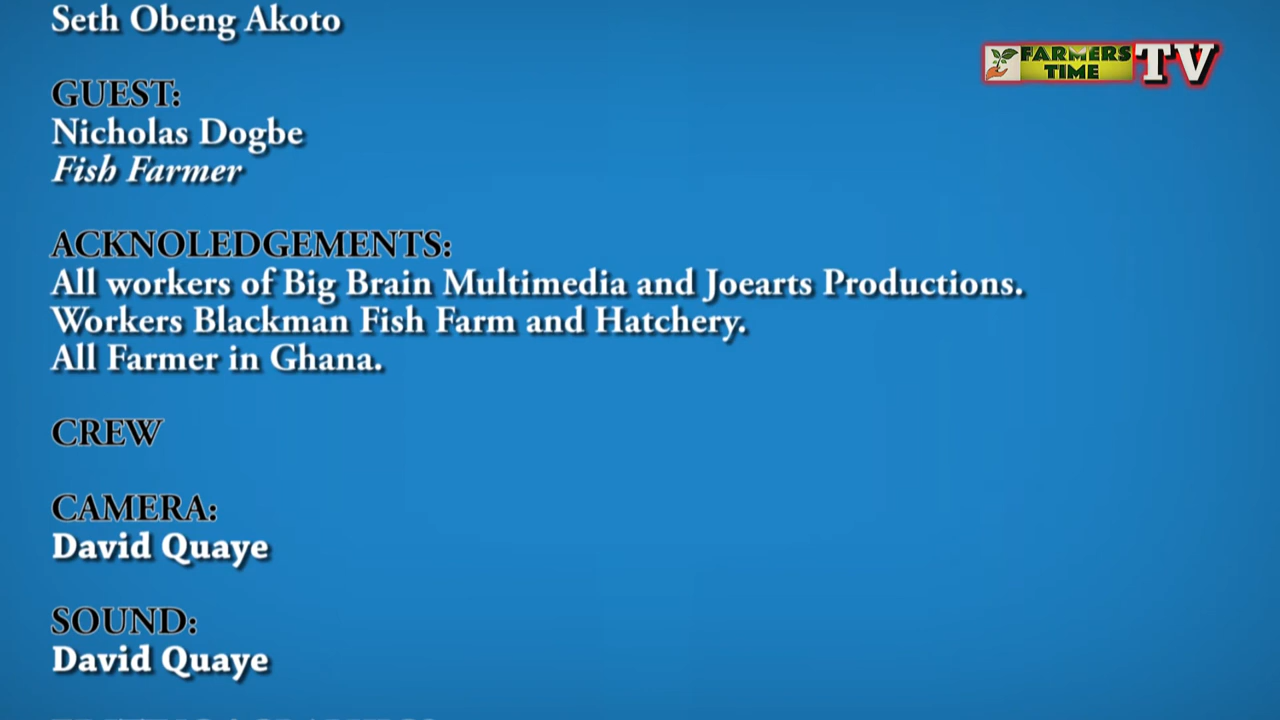 Seth Obeng Akoto
FARMERS
TIME
TV
GUEST:
Nicholas Dogbe
Fish Farmer
ACKNOLEDGEMENTS:
All workers of Big Brain Multimedia and Joearts Productions.
Workers Blackman Fish Farm and Hatchery.
All Farmer in Ghana.
CREW
CAMERA:
David Quaye
SOUND:
David Quaye